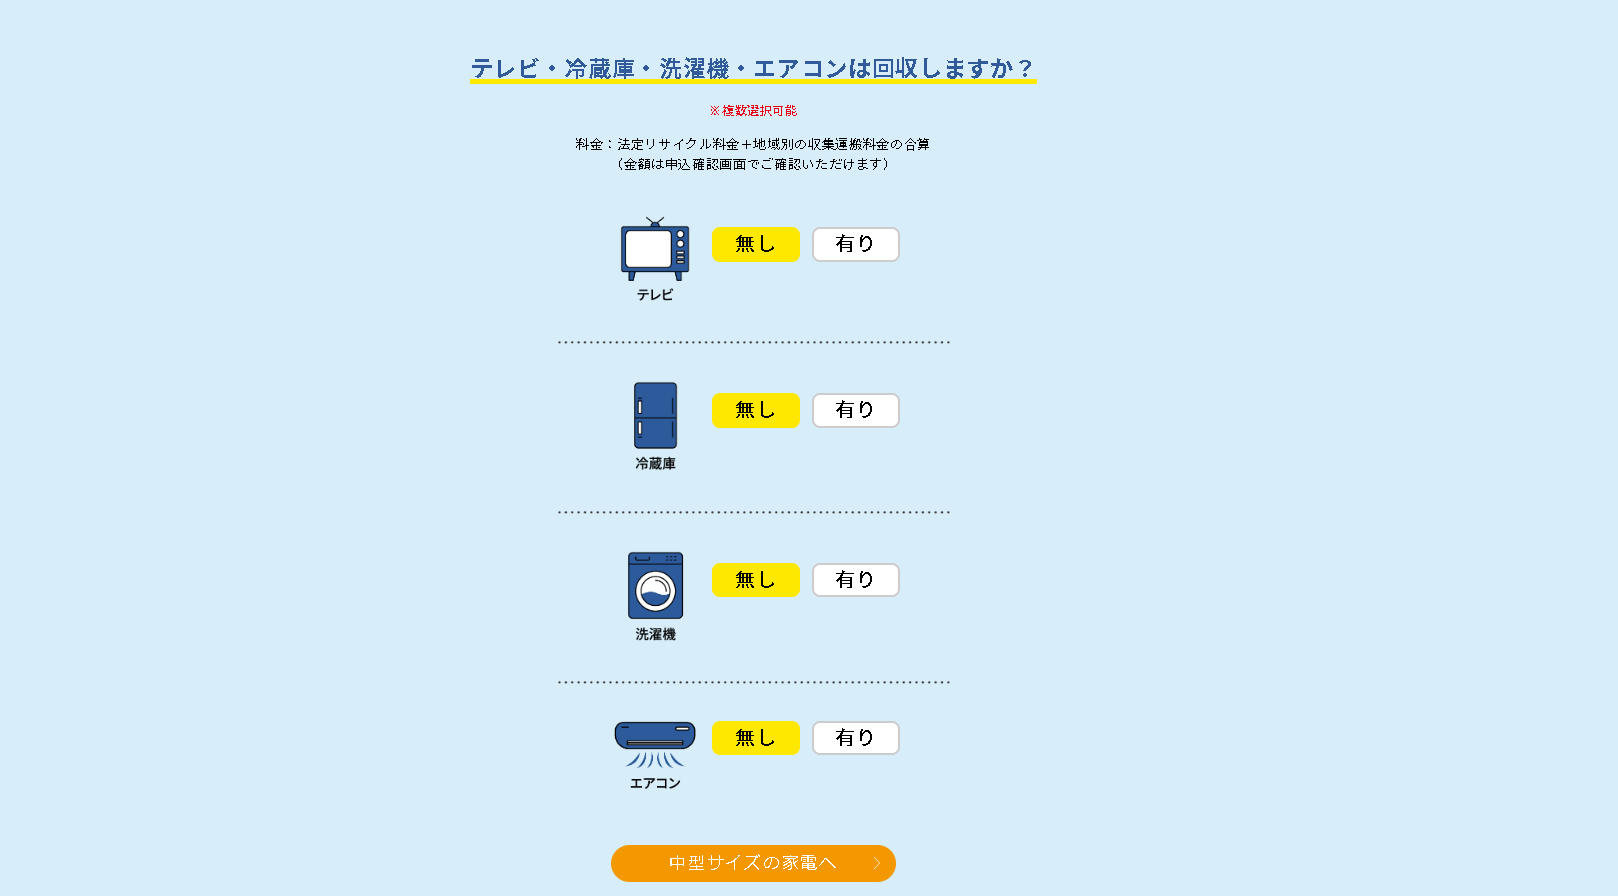 テレビ・冷蔵庫・洗濯機・エアコンは回収しますか？
※複数選択可能
料金：法定リサイクル料金＋地域別の収集運搬料金の合算
（金額は申込確認画面でご確認いただけます）
無し 有り
テレビ
無し 有り
冷蔵庫
無し 有り
洗濯機
無し 有り
エアコン
中型サイズの家電へ